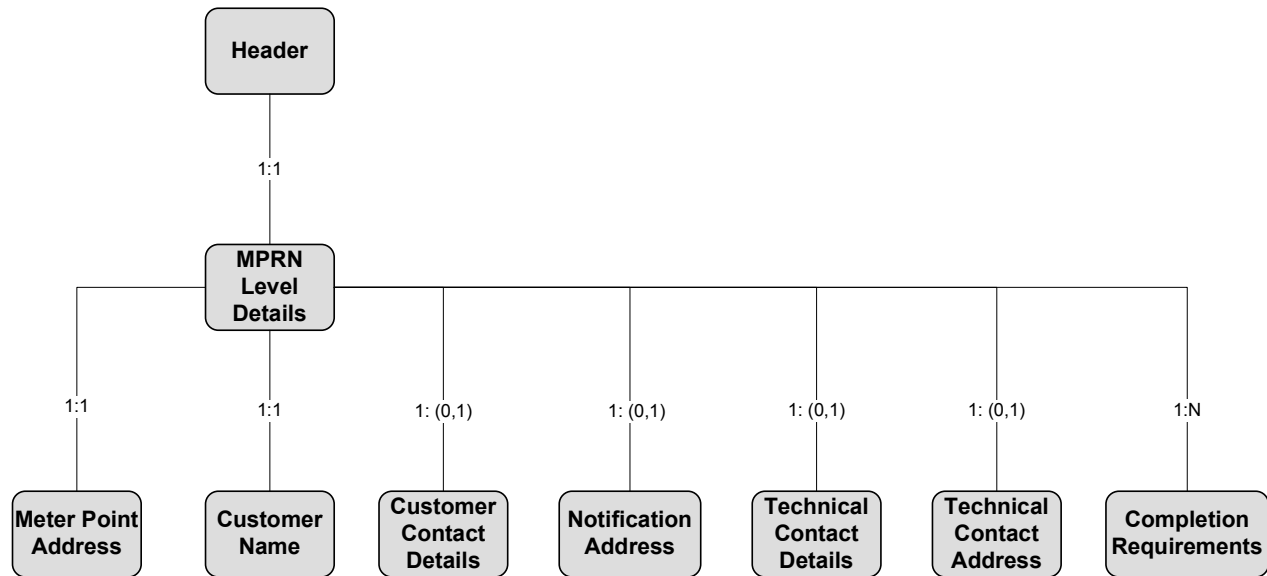 Header
1:1
MPRN
Level
Details
1:1
1:1
1: (0,1)
1: (0,1)
1: (0,1)
1: (0,1)
1:N
Meter Point
Address
Customer
Name
Customer
Contact
Details
Notification
Address
Technical
Contact
Details
Technical
Contact
Address
Completion
Requirements